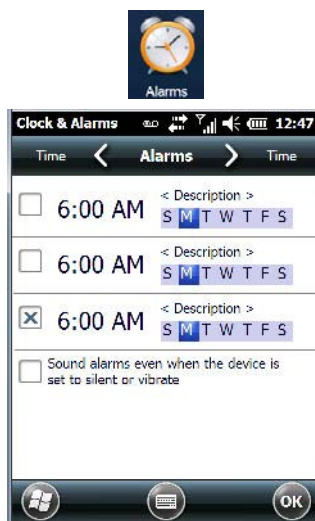 Alarms
Clock & Alarms 12:47
Time Alarms Time
6:00 AM < Description >
S M T W T F S
6:00 AM < Description >
S M T W T F S
6:00 AM < Description >
S M T W T F S
Sound alarms even when the device is
set to silent or vibrate
OK